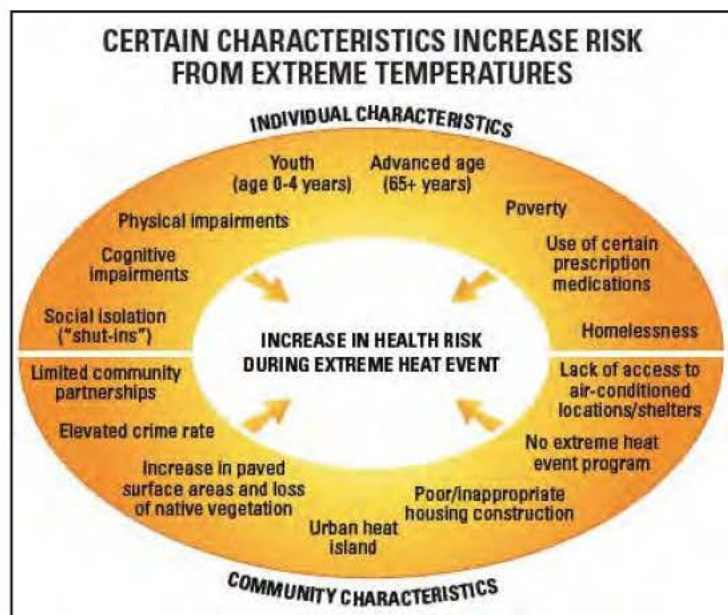 CERTAIN CHARACTERISTICS INCREASE RISK
FROM EXTREME TEMPERATURES
INDIVIDUAL CHARACTERISTICS
Youth
(age 0-4 years)
Advanced age
(65+ years)
Physical impairments
Poverty
Cognitive
impairments
Use of certain
prescription
medications
Social isolation
("shut-ins")
Homelessness
INCREASE IN HEALTH RISK
DURING EXTREME HEAT EVENT
Limited community
partnerships
Lack of access to
air-conditioned
locations/shelters
Elevated crime rate
No extreme heat
event program
Increase in paved
surface areas and loss
of native vegetation
Poor/inappropriate
housing construction
Urban heat
island
COMMUNITY CHARACTERISTICS